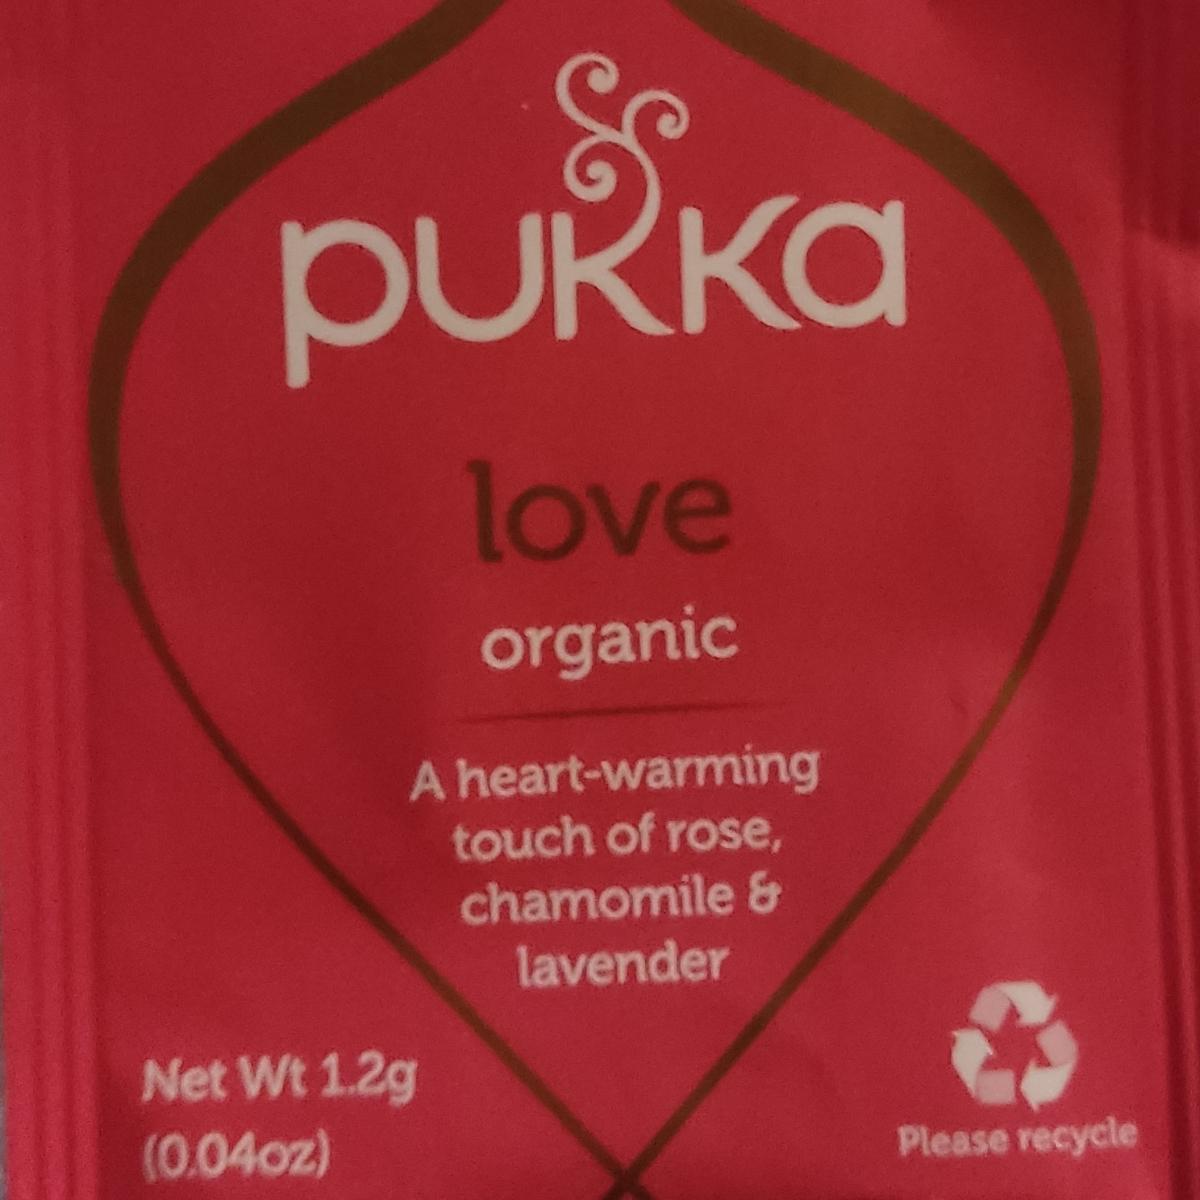 pukka
love
organic
A heart-warming
touch of rose,
chamomile &
lavender
Net Wt 1.2g
(0.04oz)
Please recycle